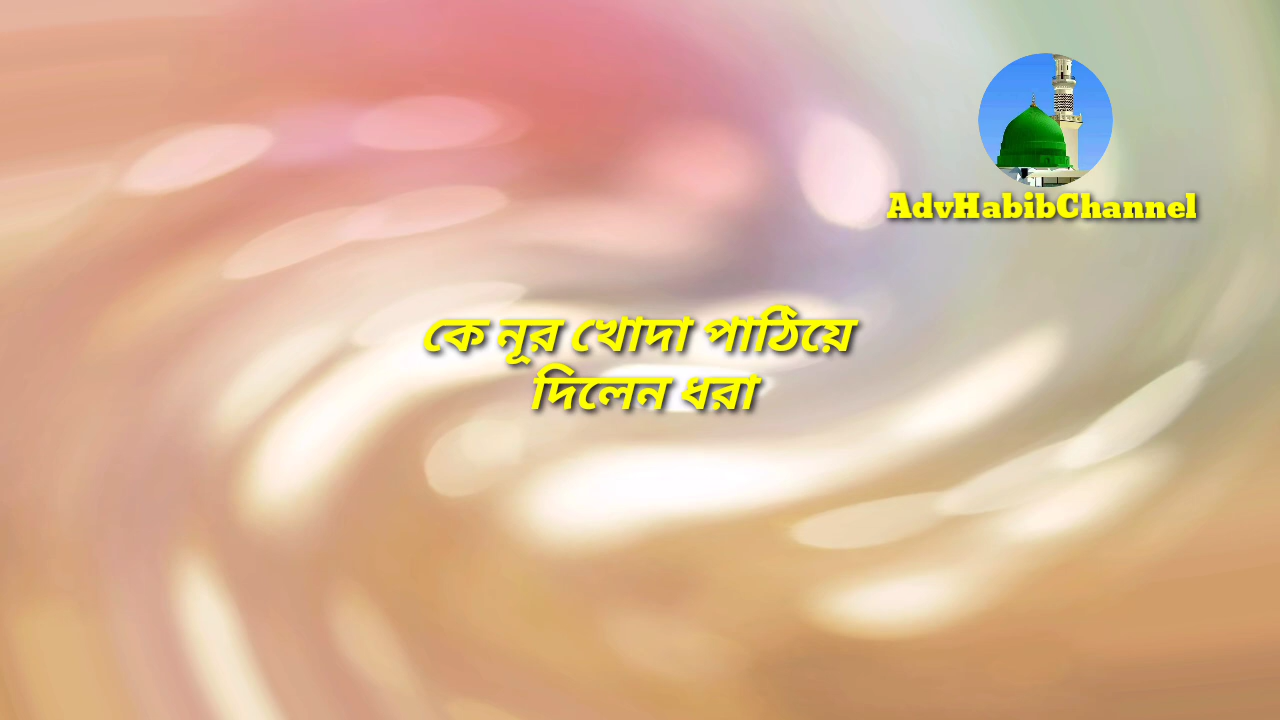 AdvHabibChannel
কে নূর খোদা পাঠিয়ে
দিলেন ধরা